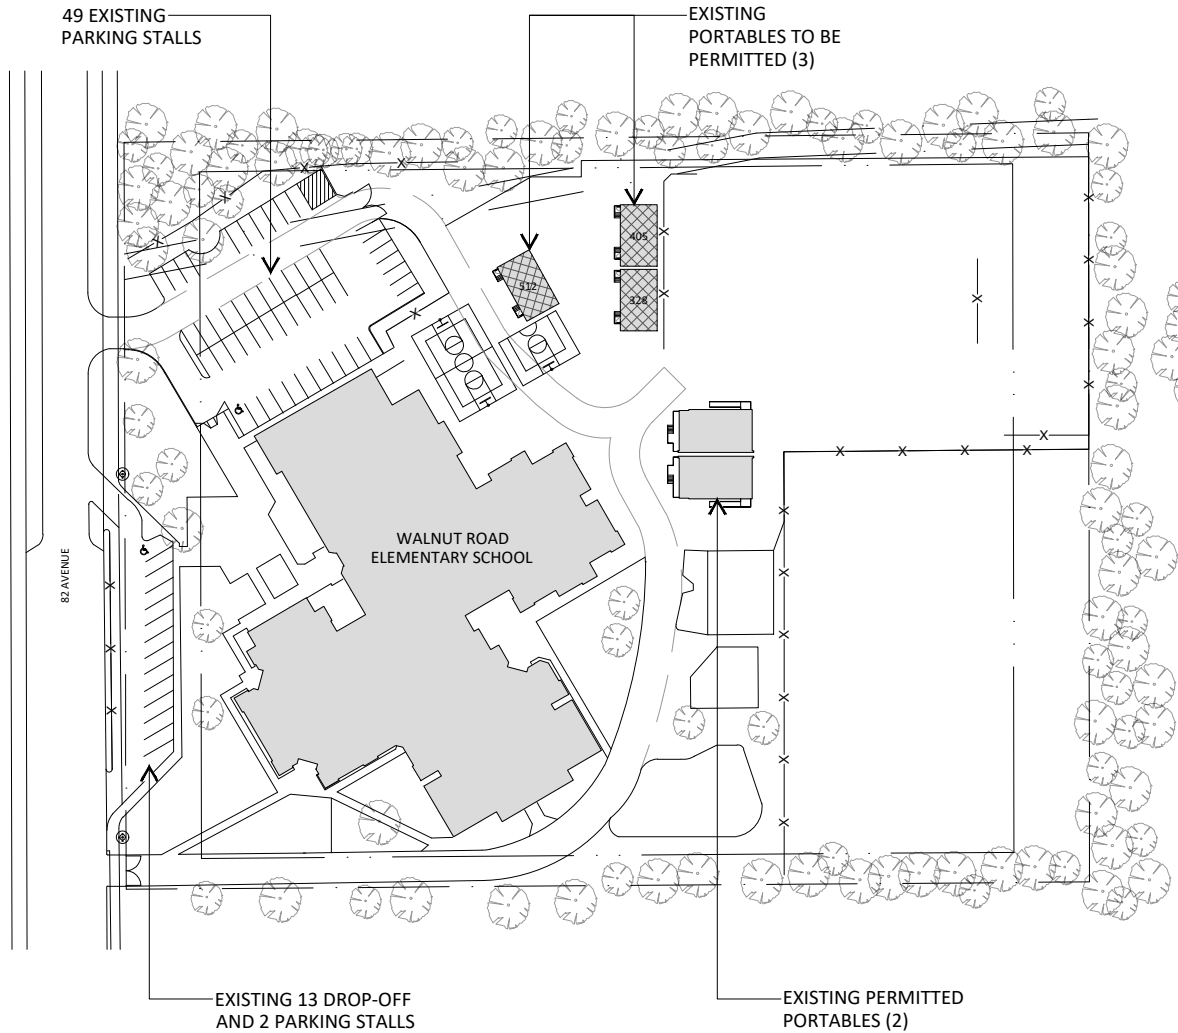 49 EXISTING
PARKING STALLS
EXISTING
PORTABLES TO BE
PERMITTED (3)
405
512
328
WALNUT ROAD
ELEMENTARY SCHOOL
82 AVENUE
EXISTING 13 DROP-OFF
AND 2 PARKING STALLS
EXISTING PERMITTED
PORTABLES (2)